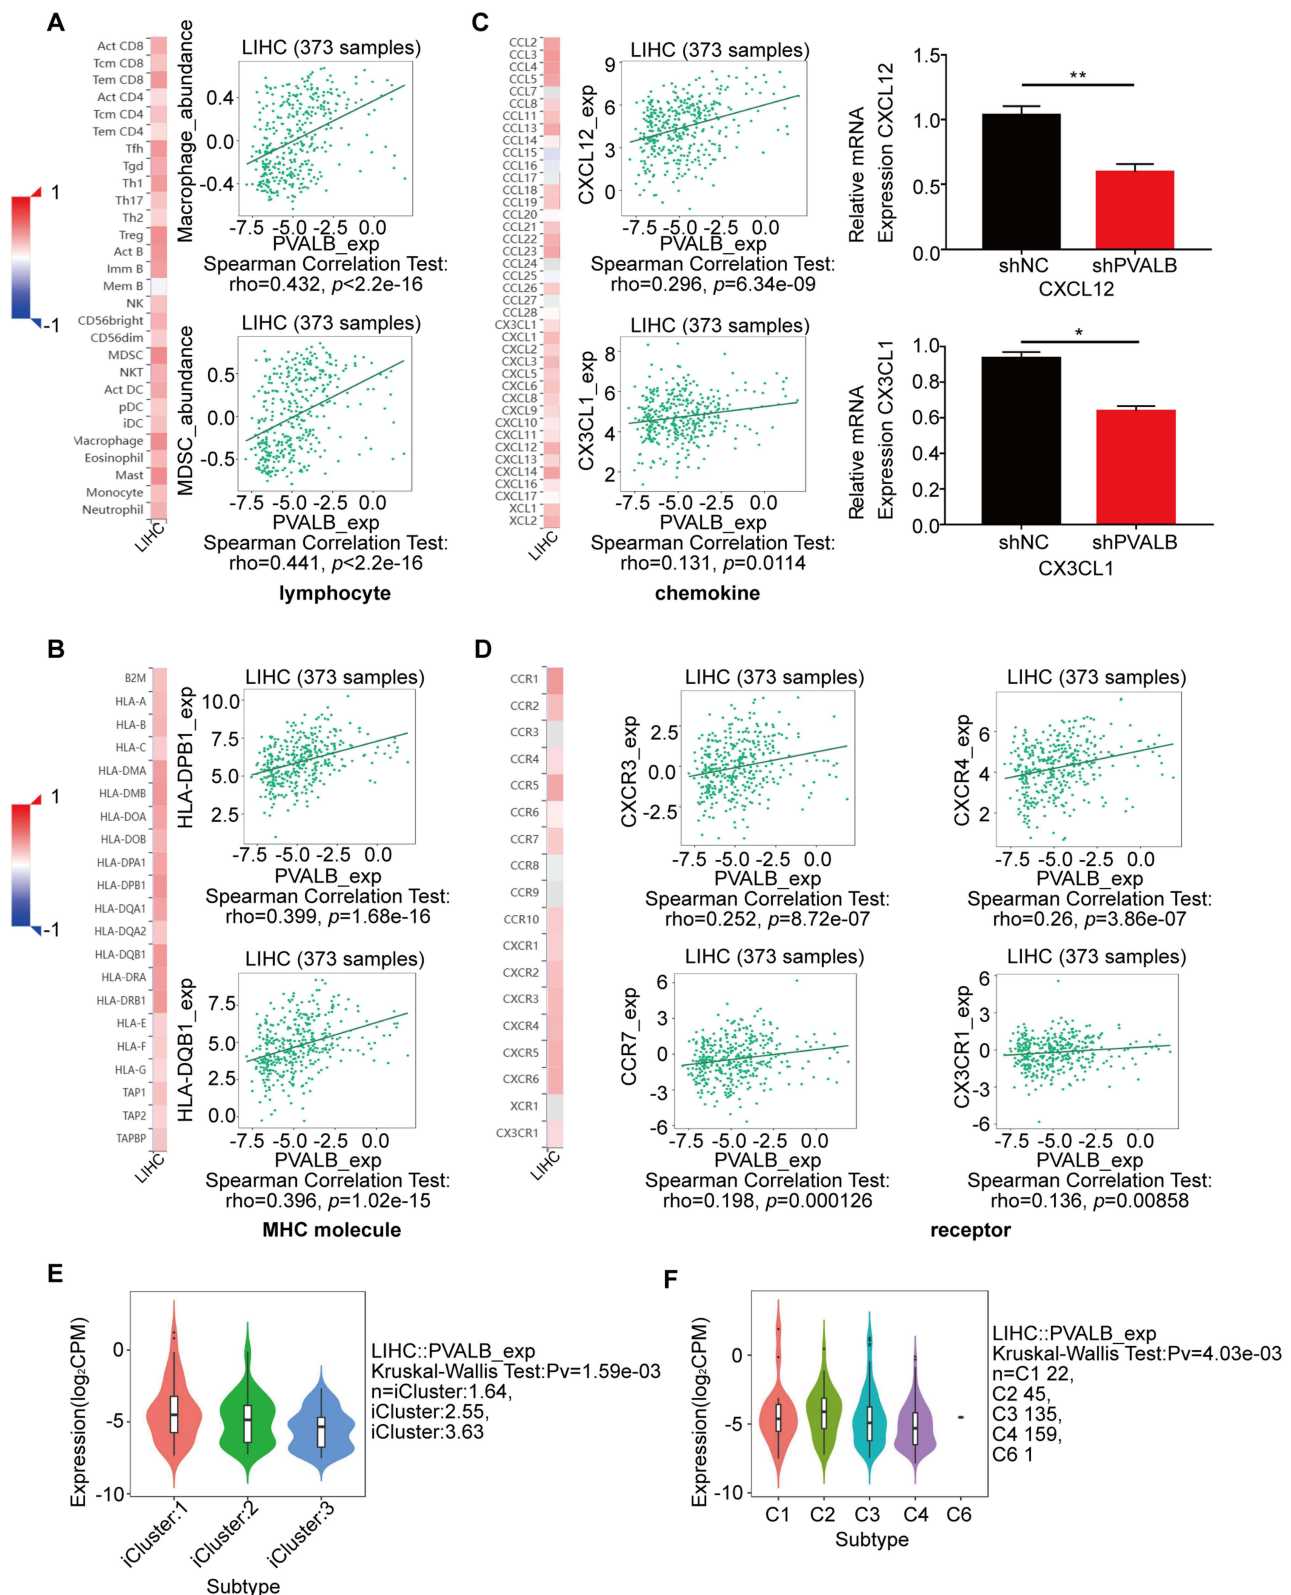 A
1
-1
Act CD8
Tcm CD8
Tem CD8
Act CD4
Tcm CD4
Tem CD4
Tfh
Tgd
Th1
Th17
Th2
Treg
Act B
Imm B
Mem B
NK
CD56bright
CD56dim
MDSC
NKT
Act DC
pDC
iDC
Macrophage
Eosinophil
Mast
Monocyte
Neutrophil
LIHC
LIHC (373 samples)
Macrophage_abundance
0.4
0.0
-0.4
-7.5 -5.0 -2.5 0.0
PVALB_exp
Spearman Correlation Test:
rho=0.432, p<2.2e-16
LIHC (373 samples)
MDSC_abundance
0.5
0.0
-0.5
-7.5 -5.0 -2.5 0.0
PVALB_exp
Spearman Correlation Test:
rho=0.441, p<2.2e-16
lymphocyte
C
CCL2
CCL3
CCL4
CCL5
CCL7
CCL8
CCL11
CCL13
CCL14
CCL15
CCL16
CCL17
CCL18
CCL19
CCL20
CCL21
CCL22
CCL23
CCL24
CCL25
CCL26
CCL27
CCL28
CX3CL1
CXCL1
CXCL2
CXCL3
CXCL5
CXCL6
CXCL8
CXCL9
CXCL10
CXCL11
CXCL12
CXCL13
CXCL14
CXCL16
CXCL17
XCL1
XCL2
LIHC
LIHC (373 samples)
CXCL12_exp
9
6
3
0
-7.5 -5.0 -2.5 0.0
PVALB_exp
Spearman Correlation Test:
rho=0.296, p=6.34e-09
LIHC (373 samples)
CX3CL1_exp
8
6
4
2
-7.5 -5.0 -2.5 0.0
PVALB_exp
Spearman Correlation Test:
rho=0.131, p=0.0114
chemokine
Relative mRNA
Expression CXCL12
1.5
1.0
0.5
0.0
**
shNC shPVALB
CXCL12
Relative mRNA
Expression CX3CL1
1.0
0.8
0.6
0.4
0.2
0.0
*
shNC shPVALB
CX3CL1
B
1
-1
B2M
HLA-A
HLA-B
HLA-C
HLA-DMA
HLA-DMB
HLA-DOA
HLA-DOB
HLA-DPA1
HLA-DPB1
HLA-DQA1
HLA-DQA2
HLA-DQB1
HLA-DRA
HLA-DRB1
HLA-E
HLA-F
HLA-G
TAP1
TAP2
TAPBP
LIHC
LIHC (373 samples)
HLA-DPB1_exp
10.0
7.5
5.0
2.5
-7.5 -5.0 -2.5 0.0
PVALB_exp
Spearman Correlation Test:
rho=0.399, p=1.68e-16
LIHC (373 samples)
HLA-DQB1_exp
7.5
5.0
2.5
0.0
-7.5 -5.0 -2.5 0.0
PVALB_exp
Spearman Correlation Test:
rho=0.396, p=1.02e-15
MHC molecule
D
CCR1
CCR2
CCR3
CCR4
CCR5
CCR6
CCR7
CCR8
CCR9
CCR10
CXCR1
CXCR2
CXCR3
CXCR4
CXCR5
CXCR6
XCR1
CX3CR1
LIHC
LIHC (373 samples)
CXCR3_exp
2.5
0.0
-2.5
-7.5 -5.0 -2.5 0.0
PVALB_exp
Spearman Correlation Test:
rho=0.252, p=8.72e-07
LIHC (373 samples)
CXCR4_exp
6
4
2
-7.5 -5.0 -2.5 0.0
PVALB_exp
Spearman Correlation Test:
rho=0.26, p=3.86e-07
LIHC (373 samples)
CCR7_exp
6
3
0
-3
-6
-7.5 -5.0 -2.5 0.0
PVALB_exp
Spearman Correlation Test:
rho=0.198, p=0.000126
LIHC (373 samples)
CX3CR1_exp
6
3
0
-3
-6
-7.5 -5.0 -2.5 0.0
PVALB_exp
Spearman Correlation Test:
rho=0.136, p=0.00858
receptor
E
Expression(log₂CPM)
0
-5
-10
iCluster:1
iCluster:2
iCluster:3
Subtype
LIHC::PVALB_exp
Kruskal-Wallis Test:Pv=1.59e-03
n=iCluster:1.64,
iCluster:2.55,
iCluster:3.63
F
Expression(log₂CPM)
0
-5
-10
C1 C2 C3 C4 C6
Subtype
LIHC::PVALB_exp
Kruskal-Wallis Test:Pv=4.03e-03
n=C1 22,
C2 45,
C3 135,
C4 159,
C6 1